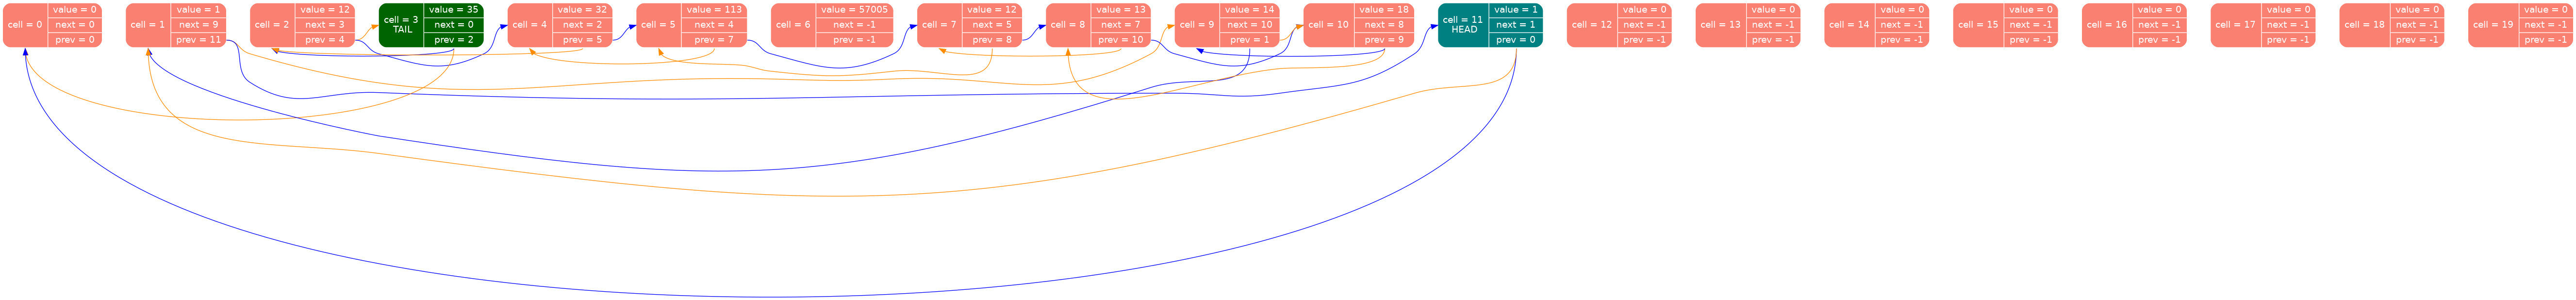 cell = 0
value = 0
next = 0
prev = 0
cell = 1
value = 1
next = 9
prev = 11
cell = 2
value = 12
next = 3
prev = 4
cell = 3
TAIL
value = 35
next = 0
prev = 2
cell = 4
value = 32
next = 2
prev = 5
cell = 5
value = 113
next = 4
prev = 7
cell = 6
value = 57005
next = -1
prev = -1
cell = 7
value = 12
next = 5
prev = 8
cell = 8
value = 13
next = 7
prev = 10
cell = 9
value = 14
next = 10
prev = 1
cell = 10
value = 18
next = 8
prev = 9
cell = 11
HEAD
value = 1
next = 1
prev = 0
cell = 12
value = 0
next = -1
prev = -1
cell = 13
value = 0
next = -1
prev = -1
cell = 14
value = 0
next = -1
prev = -1
cell = 15
value = 0
next = -1
prev = -1
cell = 16
value = 0
next = -1
prev = -1
cell = 17
value = 0
next = -1
prev = -1
cell = 18
value = 0
next = -1
prev = -1
cell = 19
value = 0
next = -1
prev = -1